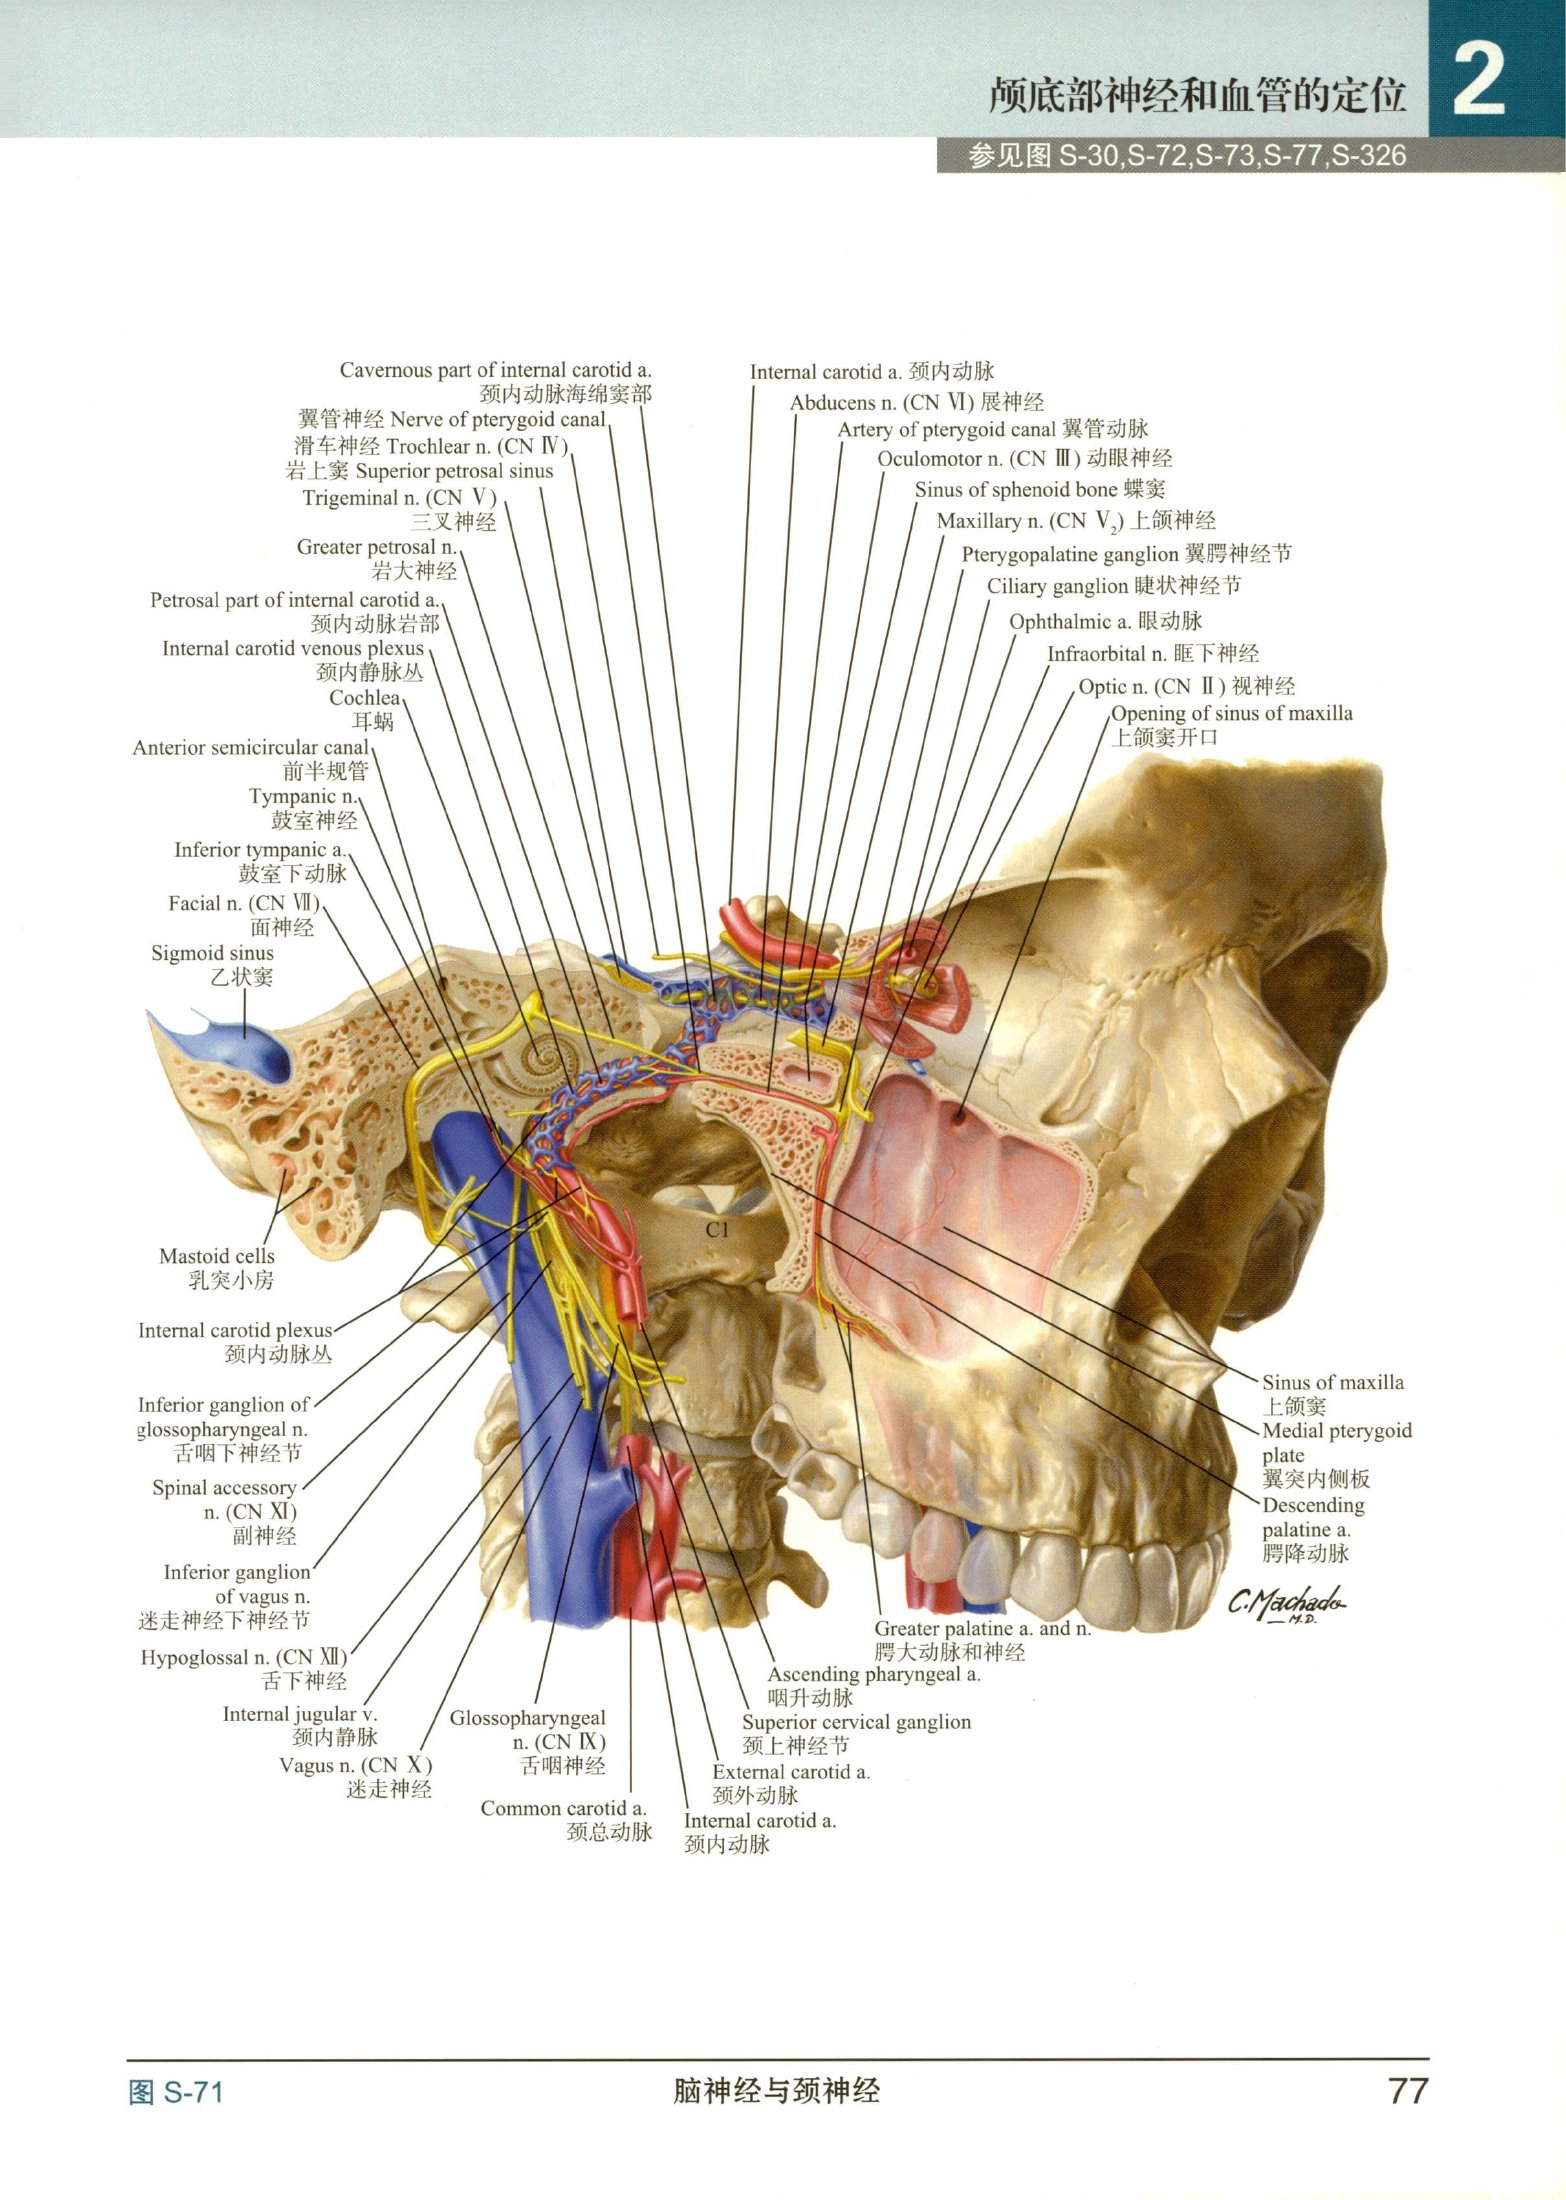 颅底部神经和血管的定位
2
参见图 S-30,S-72,S-73,S-77,S-326
Cavernous part of internal carotid a.
颈内动脉海绵窦部
翼管神经 Nerve of pterygoid canal
滑车神经 Trochlear n. (CN Ⅳ)
岩上窦 Superior petrosal sinus
Trigeminal n. (CN Ⅴ)
三叉神经
Greater petrosal n.
岩大神经
Petrosal part of internal carotid a.
颈内动脉岩部
Internal carotid venous plexus
颈内静脉丛
Cochlea
耳蜗
Anterior semicircular canal
前半规管
Tympanic n.
鼓室神经
Inferior tympanic a.
鼓室下动脉
Facial n. (CN Ⅶ)
面神经
Sigmoid sinus
乙状窦
Internal carotid a. 颈内动脉
Abducens n. (CN Ⅵ) 展神经
Artery of pterygoid canal 翼管动脉
Oculomotor n. (CN Ⅲ) 动眼神经
Sinus of sphenoid bone 蝶窦
Maxillary n. (CN Ⅴ₂) 上颌神经
Pterygopalatine ganglion 翼腭神经节
Ciliary ganglion 睫状神经节
Ophthalmic a. 眼动脉
Infraorbital n. 眶下神经
Optic n. (CN Ⅱ) 视神经
Opening of sinus of maxilla
上颌窦开口
C1
Mastoid cells
乳突小房
Internal carotid plexus
颈内动脉丛
Inferior ganglion of
glossopharyngeal n.
舌咽下神经节
Spinal accessory
n. (CN Ⅺ)
副神经
Inferior ganglion
of vagus n.
迷走神经下神经节
Hypoglossal n. (CN Ⅻ)
舌下神经
Internal jugular v.
颈内静脉
Vagus n. (CN Ⅹ)
迷走神经
Glossopharyngeal
n. (CN Ⅸ)
舌咽神经
Common carotid a.
颈总动脉
Sinus of maxilla
上颌窦
Medial pterygoid
plate
翼突内侧板
Descending
palatine a.
腭降动脉
C.Machado
M.D.
Greater palatine a. and n.
腭大动脉和神经
Ascending pharyngeal a.
咽升动脉
Superior cervical ganglion
颈上神经节
External carotid a.
颈外动脉
Internal carotid a.
颈内动脉
图 S-71
脑神经与颈神经
77